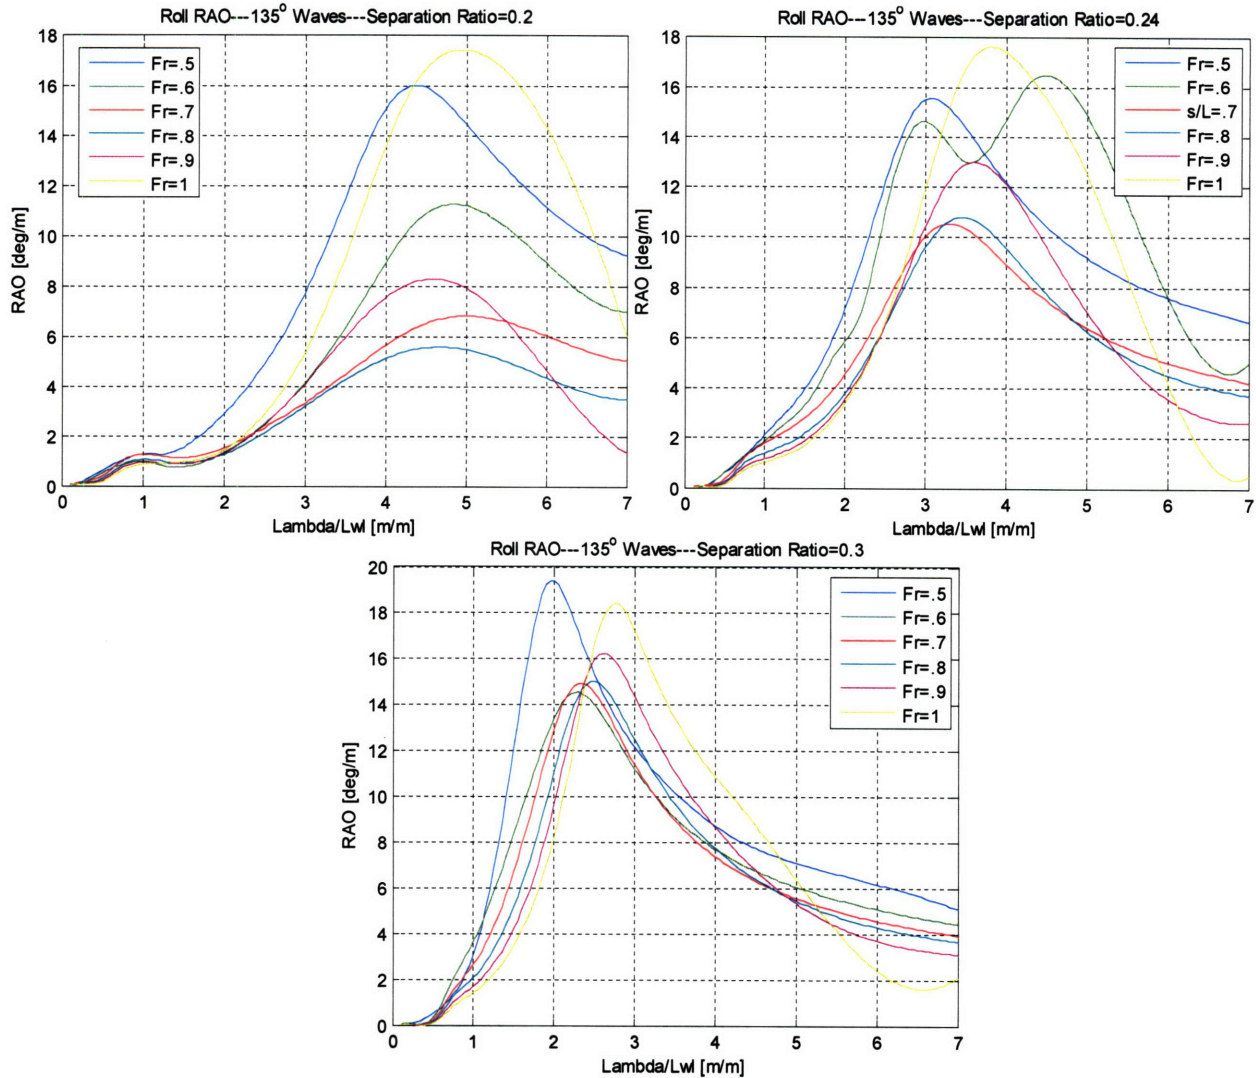 Roll RAO---135° Waves---Separation Ratio=0.2
18
16
14
12
10
8
6
4
2
0
RAO [deg/m]
Fr=.5
Fr=.6
Fr=.7
Fr=.8
Fr=.9
Fr=1
0 1 2 3 4 5 6 7
Lambda/Lwl [m/m]
Roll RAO---135° Waves---Separation Ratio=0.24
18
16
14
12
10
8
6
4
2
0
RAO [deg/m]
Fr=.5
Fr=.6
s/L=.7
Fr=.8
Fr=.9
Fr=1
0 1 2 3 4 5 6 7
Lambda/Lwl [m/m]
Roll RAO---135° Waves---Separation Ratio=0.3
20
18
16
14
12
10
8
6
4
2
0
RAO [deg/m]
Fr=.5
Fr=.6
Fr=.7
Fr=.8
Fr=.9
Fr=1
0 1 2 3 4 5 6 7
Lambda/Lwl [m/m]